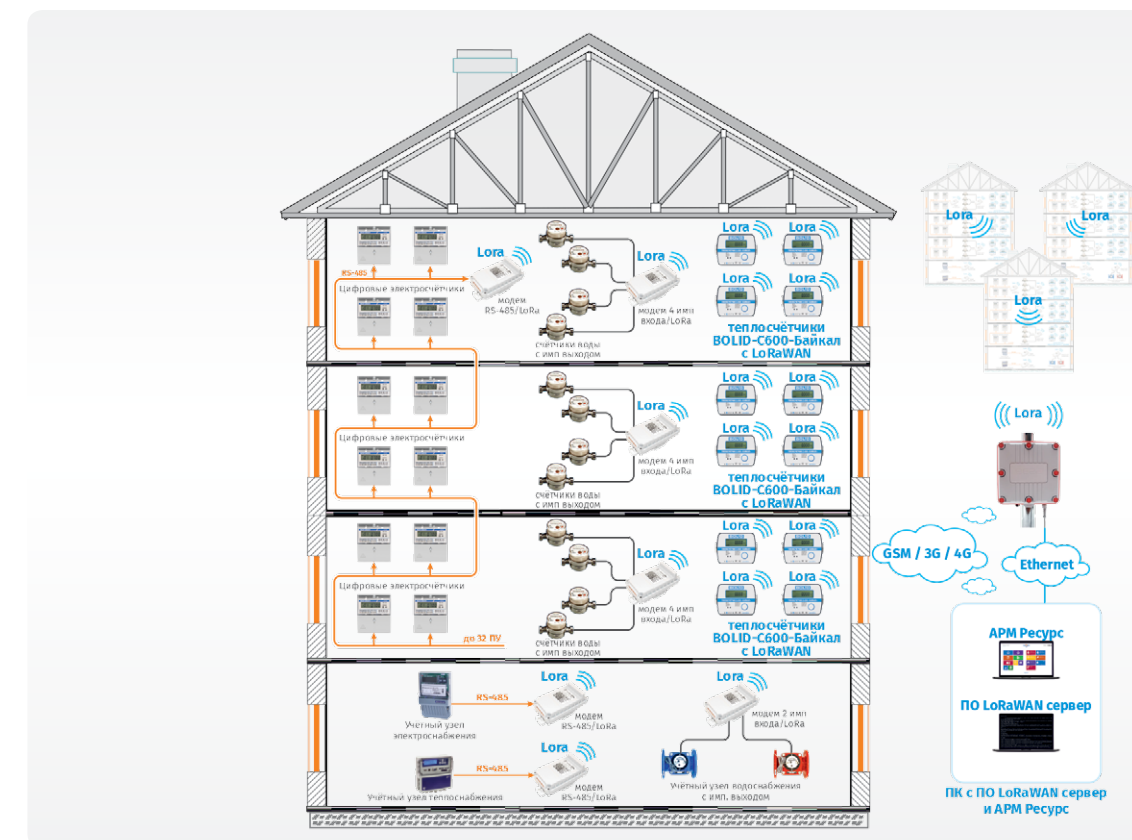 Lora
Lora
Lora
RS-485
Цифровые электросчётчики
модем
RS-485/LoRa
Lora
модем 4 имп
входа/LoRa
счётчики воды
с имп выходом
Lora
Lora
Lora
Lora
теплосчётчики
BOLID-С600-Байкал
с LoRaWAN
Lora
Lora
Lora
Цифровые электросчётчики
Lora
модем 4 имп
входа/LoRa
счетчики воды
с имп выходом
Lora
Lora
Lora
Lora
теплосчётчики
BOLID-С600-Байкал
с LoRaWAN
((( Lora )))
Цифровые электросчётчики
до 32 ПУ
Lora
модем 4 имп
входа/LoRa
счётчики воды
с имп выходом
Lora
Lora
Lora
Lora
теплосчётчики
BOLID-С600-Байкал
с LoRaWAN
GSM / 3G / 4G
Ethernet
RS-485
Учётный узел
электроснабжения
Lora
модем
RS-485/LoRa
Lora
модем 2 имп
входа/LoRa
RS-485
Учётный узел теплоснабжения
Lora
модем
RS-485/LoRa
Учётный узел водоснабжения
с имп. выходом
АРМ Ресурс
ПО LoRaWAN сервер
ПК с ПО LoRaWAN сервер
и АРМ Ресурс